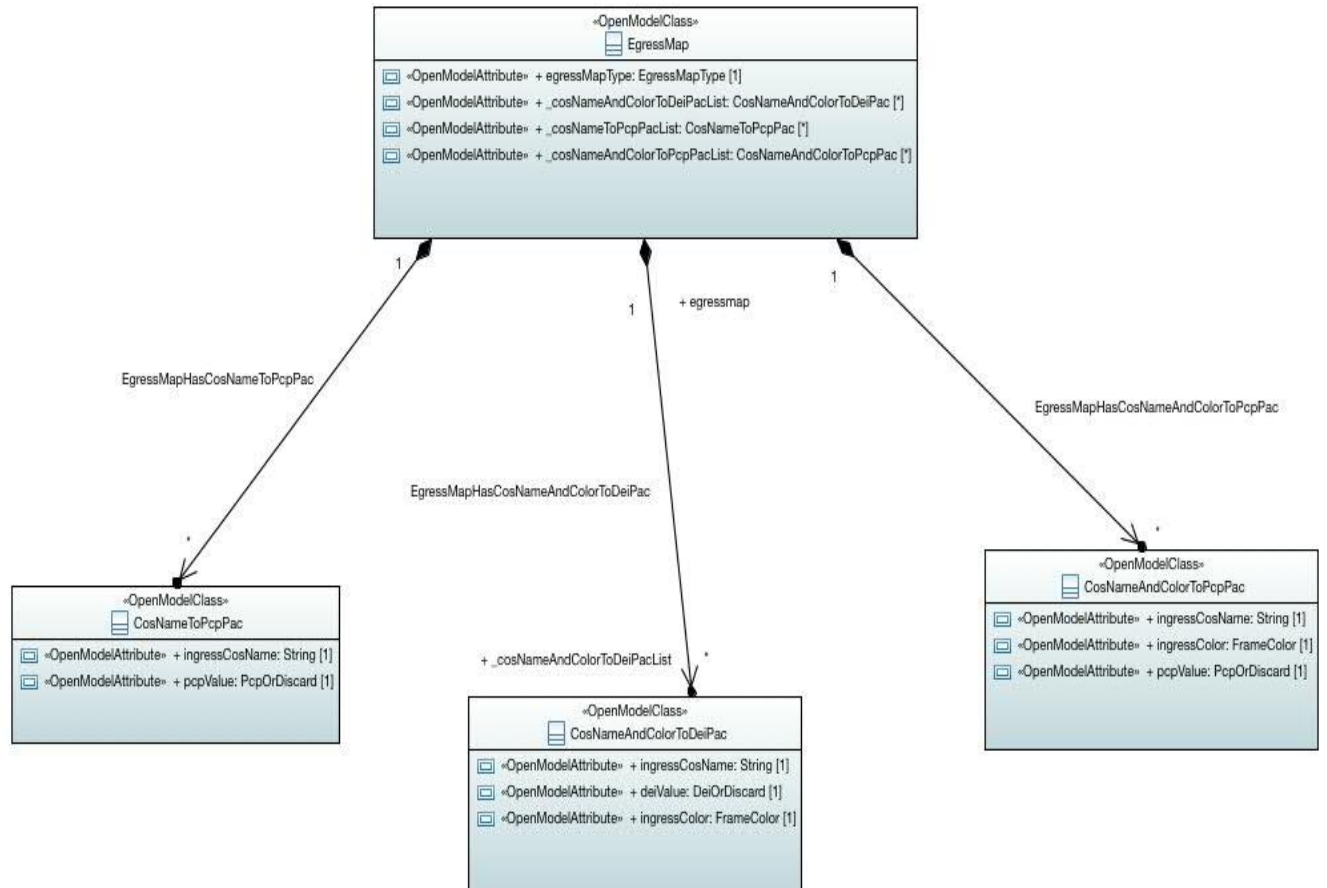 «OpenModelClass»
EgressMap
«OpenModelAttribute» + egressMapType: EgressMapType [1]
«OpenModelAttribute» + _cosNameAndColorToDeiPacList: CosNameAndColorToDeiPac [*]
«OpenModelAttribute» + _cosNameToPcpPacList: CosNameToPcpPac [*]
«OpenModelAttribute» + _cosNameAndColorToPcpPacList: CosNameAndColorToPcpPac [*]
1
1
+ egressmap
1
EgressMapHasCosNameToPcpPac
EgressMapHasCosNameAndColorToPcpPac
EgressMapHasCosNameAndColorToDeiPac
*
*
+ _cosNameAndColorToDeiPacList
*
«OpenModelClass»
CosNameToPcpPac
«OpenModelAttribute» + ingressCosName: String [1]
«OpenModelAttribute» + pcpValue: PcpOrDiscard [1]
«OpenModelClass»
CosNameAndColorToDeiPac
«OpenModelAttribute» + ingressCosName: String [1]
«OpenModelAttribute» + deiValue: DeiOrDiscard [1]
«OpenModelAttribute» + ingressColor: FrameColor [1]
«OpenModelClass»
CosNameAndColorToPcpPac
«OpenModelAttribute» + ingressCosName: String [1]
«OpenModelAttribute» + ingressColor: FrameColor [1]
«OpenModelAttribute» + pcpValue: PcpOrDiscard [1]